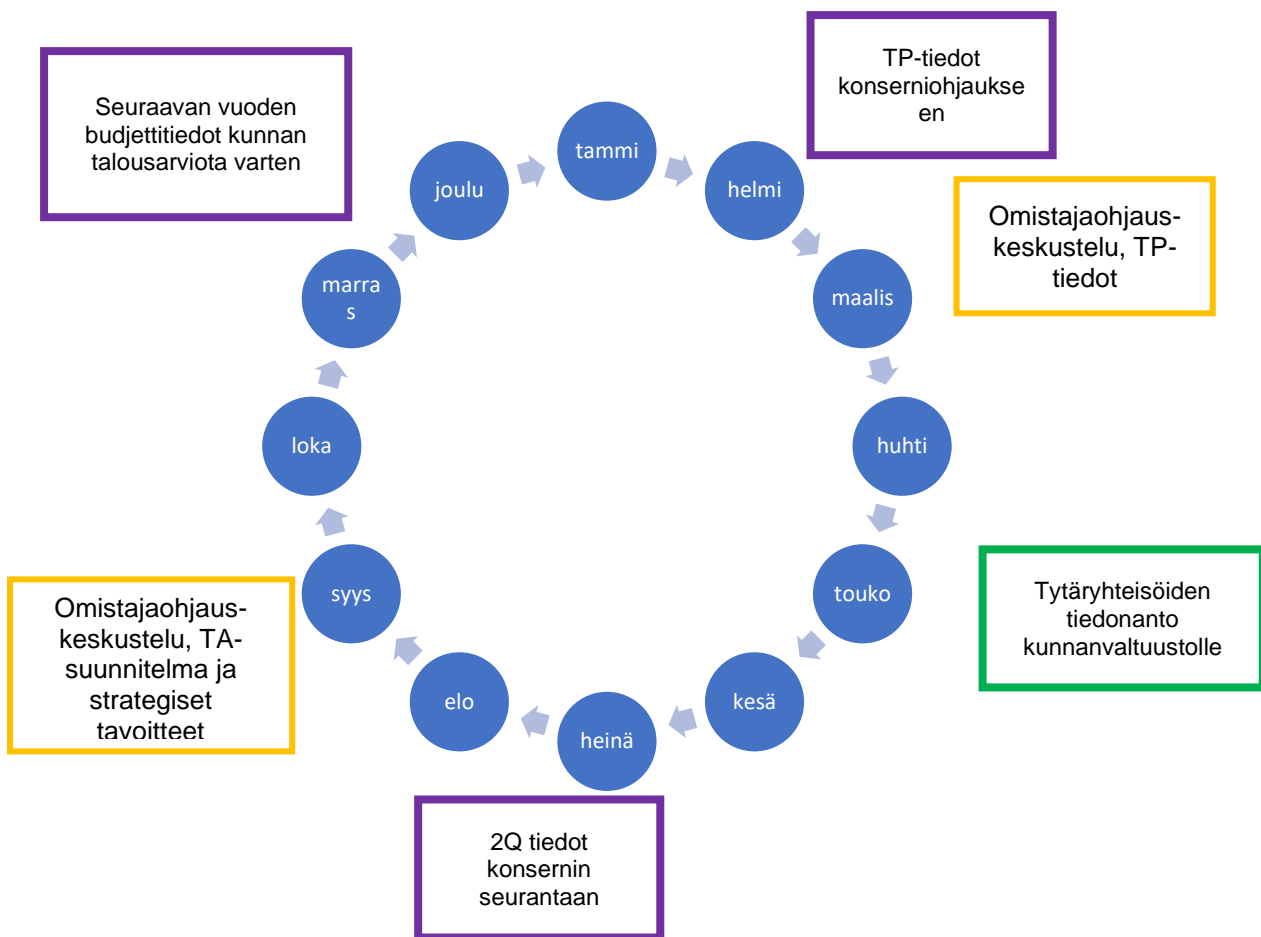 TP-tiedot
konserniohjaukse
en
Seuraavan vuoden
budjettitiedot kunnan
talousarviota varten
tammi
joulu
helmi
Omistajaohjaus-
keskustelu, TP-
tiedot
marra
s
maalis
loka
huhti
Tytäryhteisöiden
tiedonanto
kunnanvaltuustolle
syys
touko
Omistajaohjaus-
keskustelu, TA-
suunnitelma ja
strategiset
tavoitteet
elo
kesä
heinä
2Q tiedot
konsernin
seurantaan